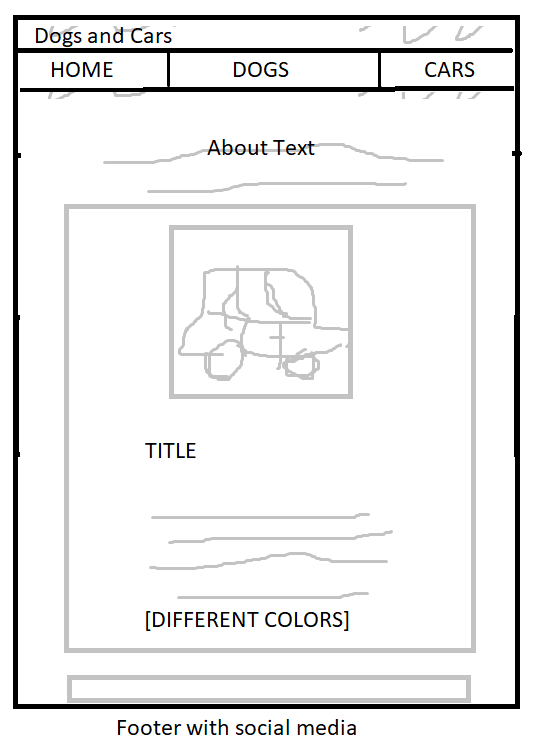 Dogs and Cars
HOME DOGS CARS
About Text
TITLE
[DIFFERENT COLORS]
Footer with social media